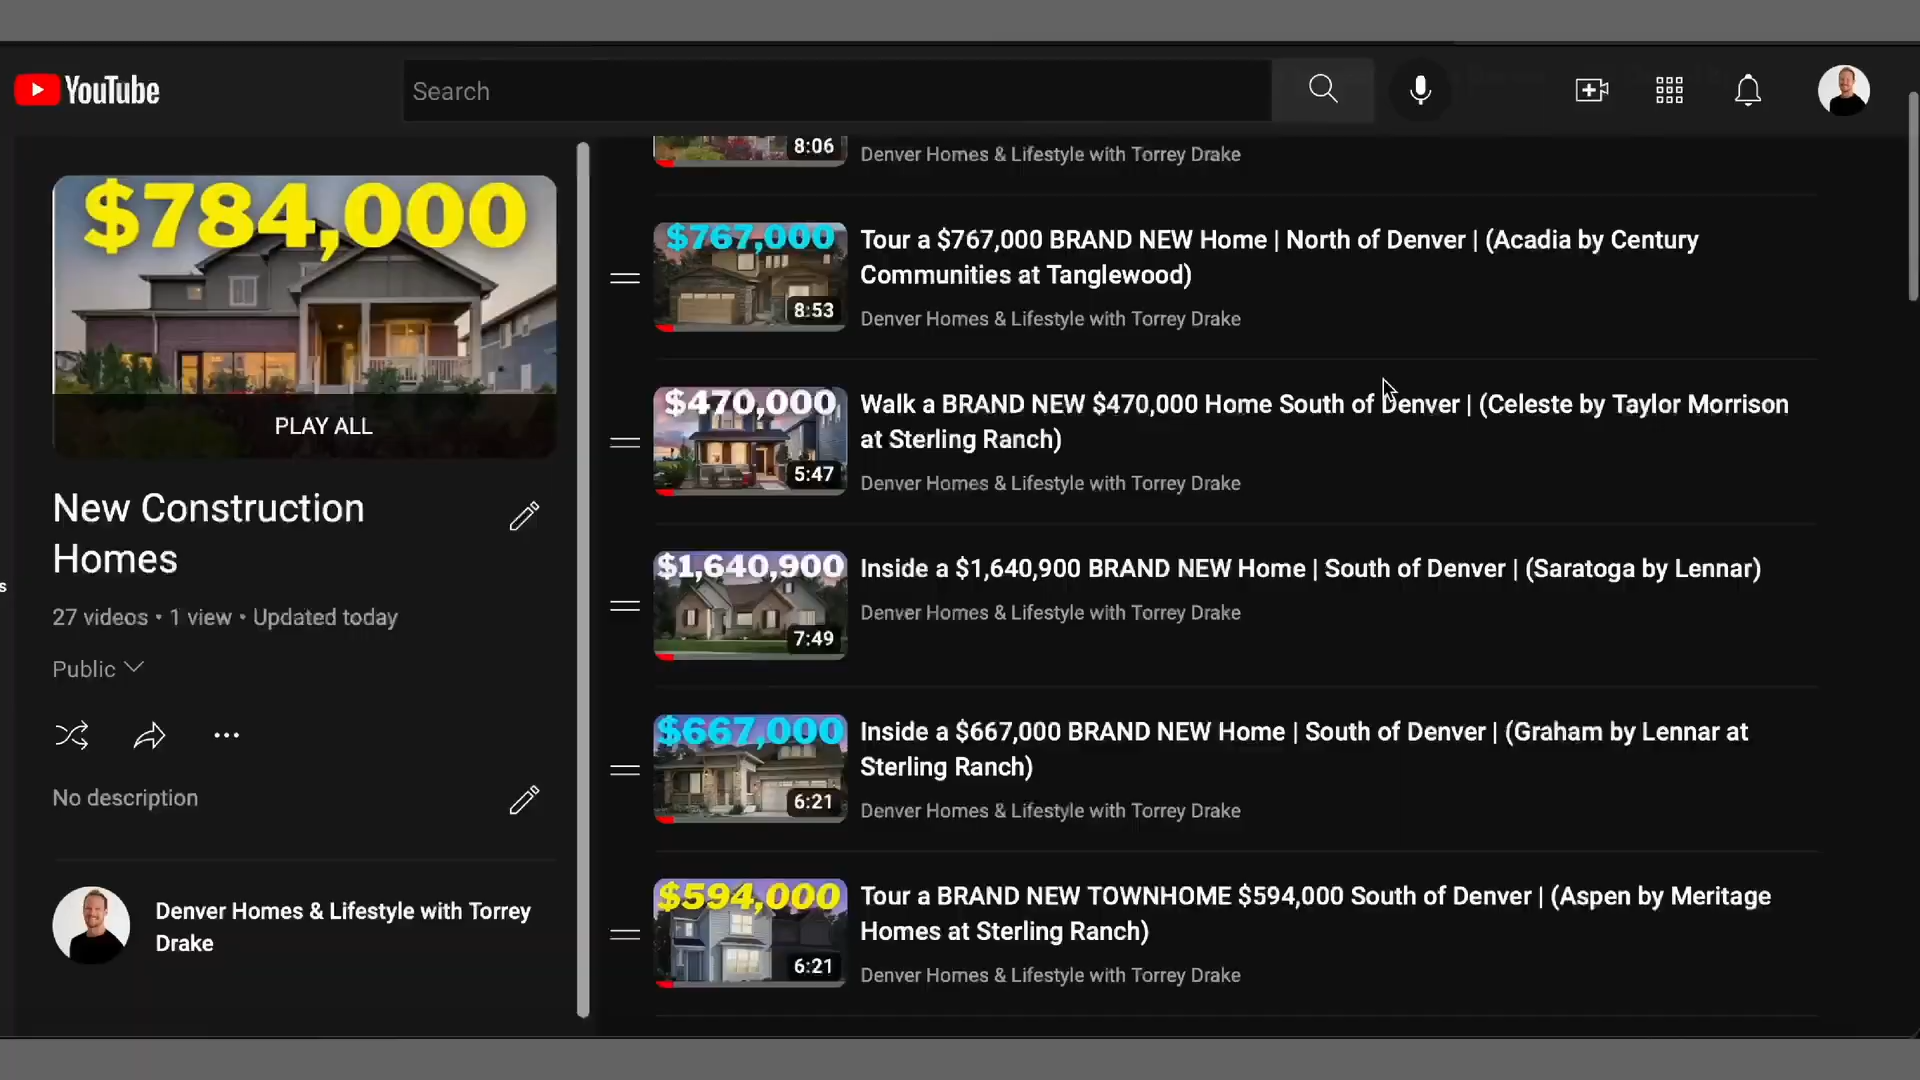 YouTube
Search
$784,000
PLAY ALL
New Construction
Homes
27 videos • 1 view • Updated today
Public
No description
Denver Homes & Lifestyle with Torrey
Drake
s
8:06
Denver Homes & Lifestyle with Torrey Drake
$767,000
8:53
Tour a $767,000 BRAND NEW Home | North of Denver | (Acadia by Century
Communities at Tanglewood)
Denver Homes & Lifestyle with Torrey Drake
$470,000
5:47
Walk a BRAND NEW $470,000 Home South of Denver | (Celeste by Taylor Morrison
at Sterling Ranch)
Denver Homes & Lifestyle with Torrey Drake
$1,640,900
7:49
Inside a $1,640,900 BRAND NEW Home | South of Denver | (Saratoga by Lennar)
Denver Homes & Lifestyle with Torrey Drake
$667,000
6:21
Inside a $667,000 BRAND NEW Home | South of Denver | (Graham by Lennar at
Sterling Ranch)
Denver Homes & Lifestyle with Torrey Drake
$594,000
6:21
Tour a BRAND NEW TOWNHOME $594,000 South of Denver | (Aspen by Meritage
Homes at Sterling Ranch)
Denver Homes & Lifestyle with Torrey Drake